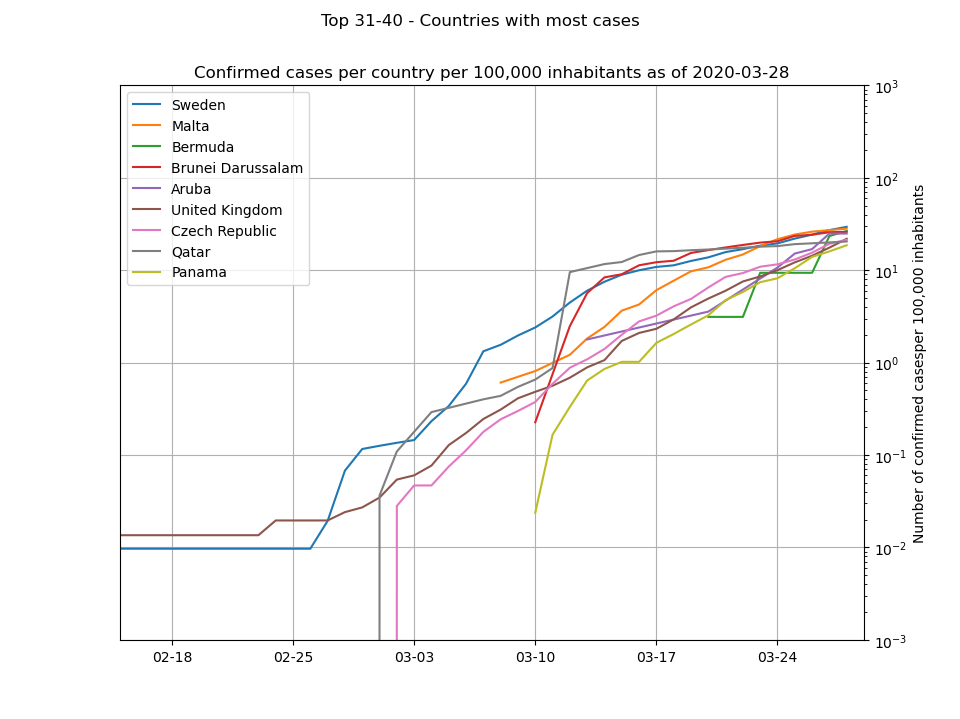 Top 31-40 - Countries with most cases
Confirmed cases per country per 100,000 inhabitants as of 2020-03-28
Sweden
Malta
Bermuda
Brunei Darussalam
Aruba
United Kingdom
Czech Republic
Qatar
Panama
10³
10²
10¹
10⁰
10⁻¹
10⁻²
10⁻³
Number of confirmed casesper 100,000 inhabitants
02-18
02-25
03-03
03-10
03-17
03-24